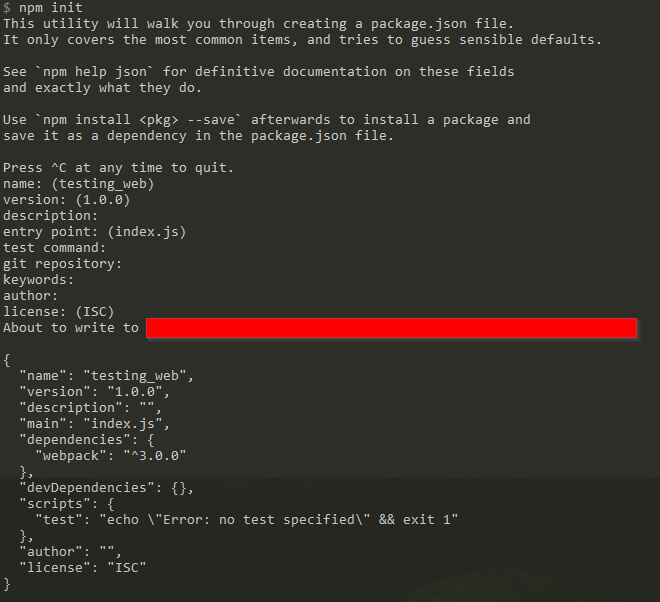 $ npm init
This utility will walk you through creating a package.json file.
It only covers the most common items, and tries to guess sensible defaults.

See `npm help json` for definitive documentation on these fields
and exactly what they do.

Use `npm install <pkg> --save` afterwards to install a package and
save it as a dependency in the package.json file.

Press ^C at any time to quit.
name: (testing_web)
version: (1.0.0)
description:
entry point: (index.js)
test command:
git repository:
keywords:
author:
license: (ISC)
About to write to

{
  "name": "testing_web",
  "version": "1.0.0",
  "description": "",
  "main": "index.js",
  "dependencies": {
    "webpack": "^3.0.0"
  },
  "devDependencies": {},
  "scripts": {
    "test": "echo \"Error: no test specified\" && exit 1"
  },
  "author": "",
  "license": "ISC"
}